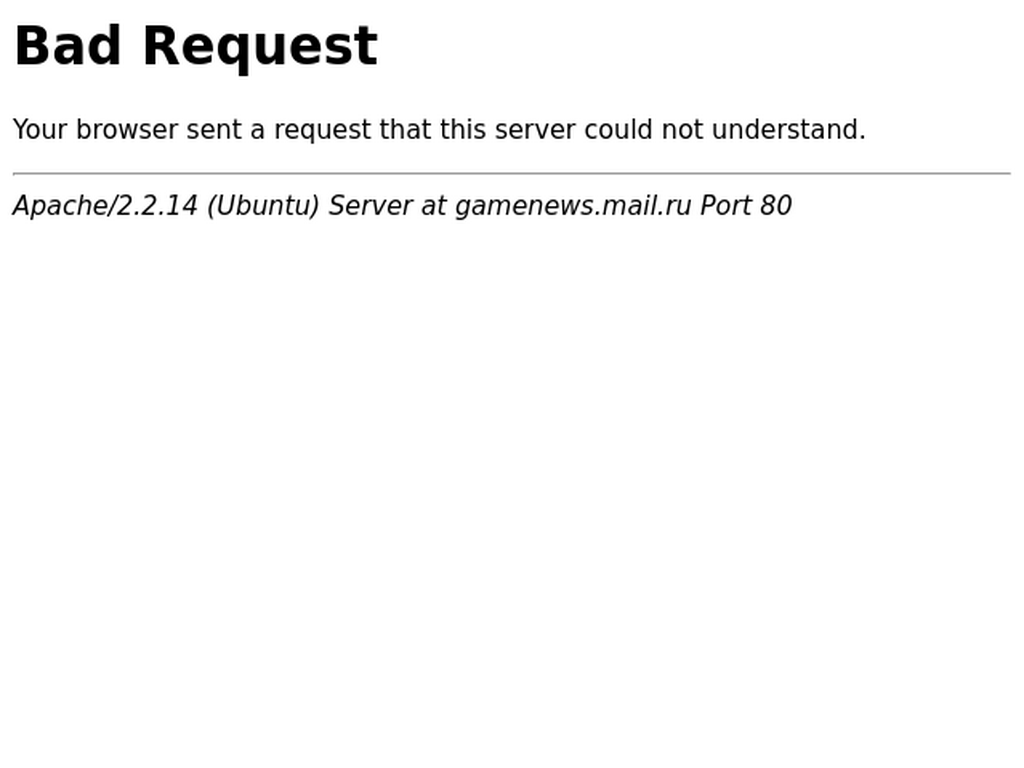 Bad Request
Your browser sent a request that this server could not understand.
Apache/2.2.14 (Ubuntu) Server at gamenews.mail.ru Port 80